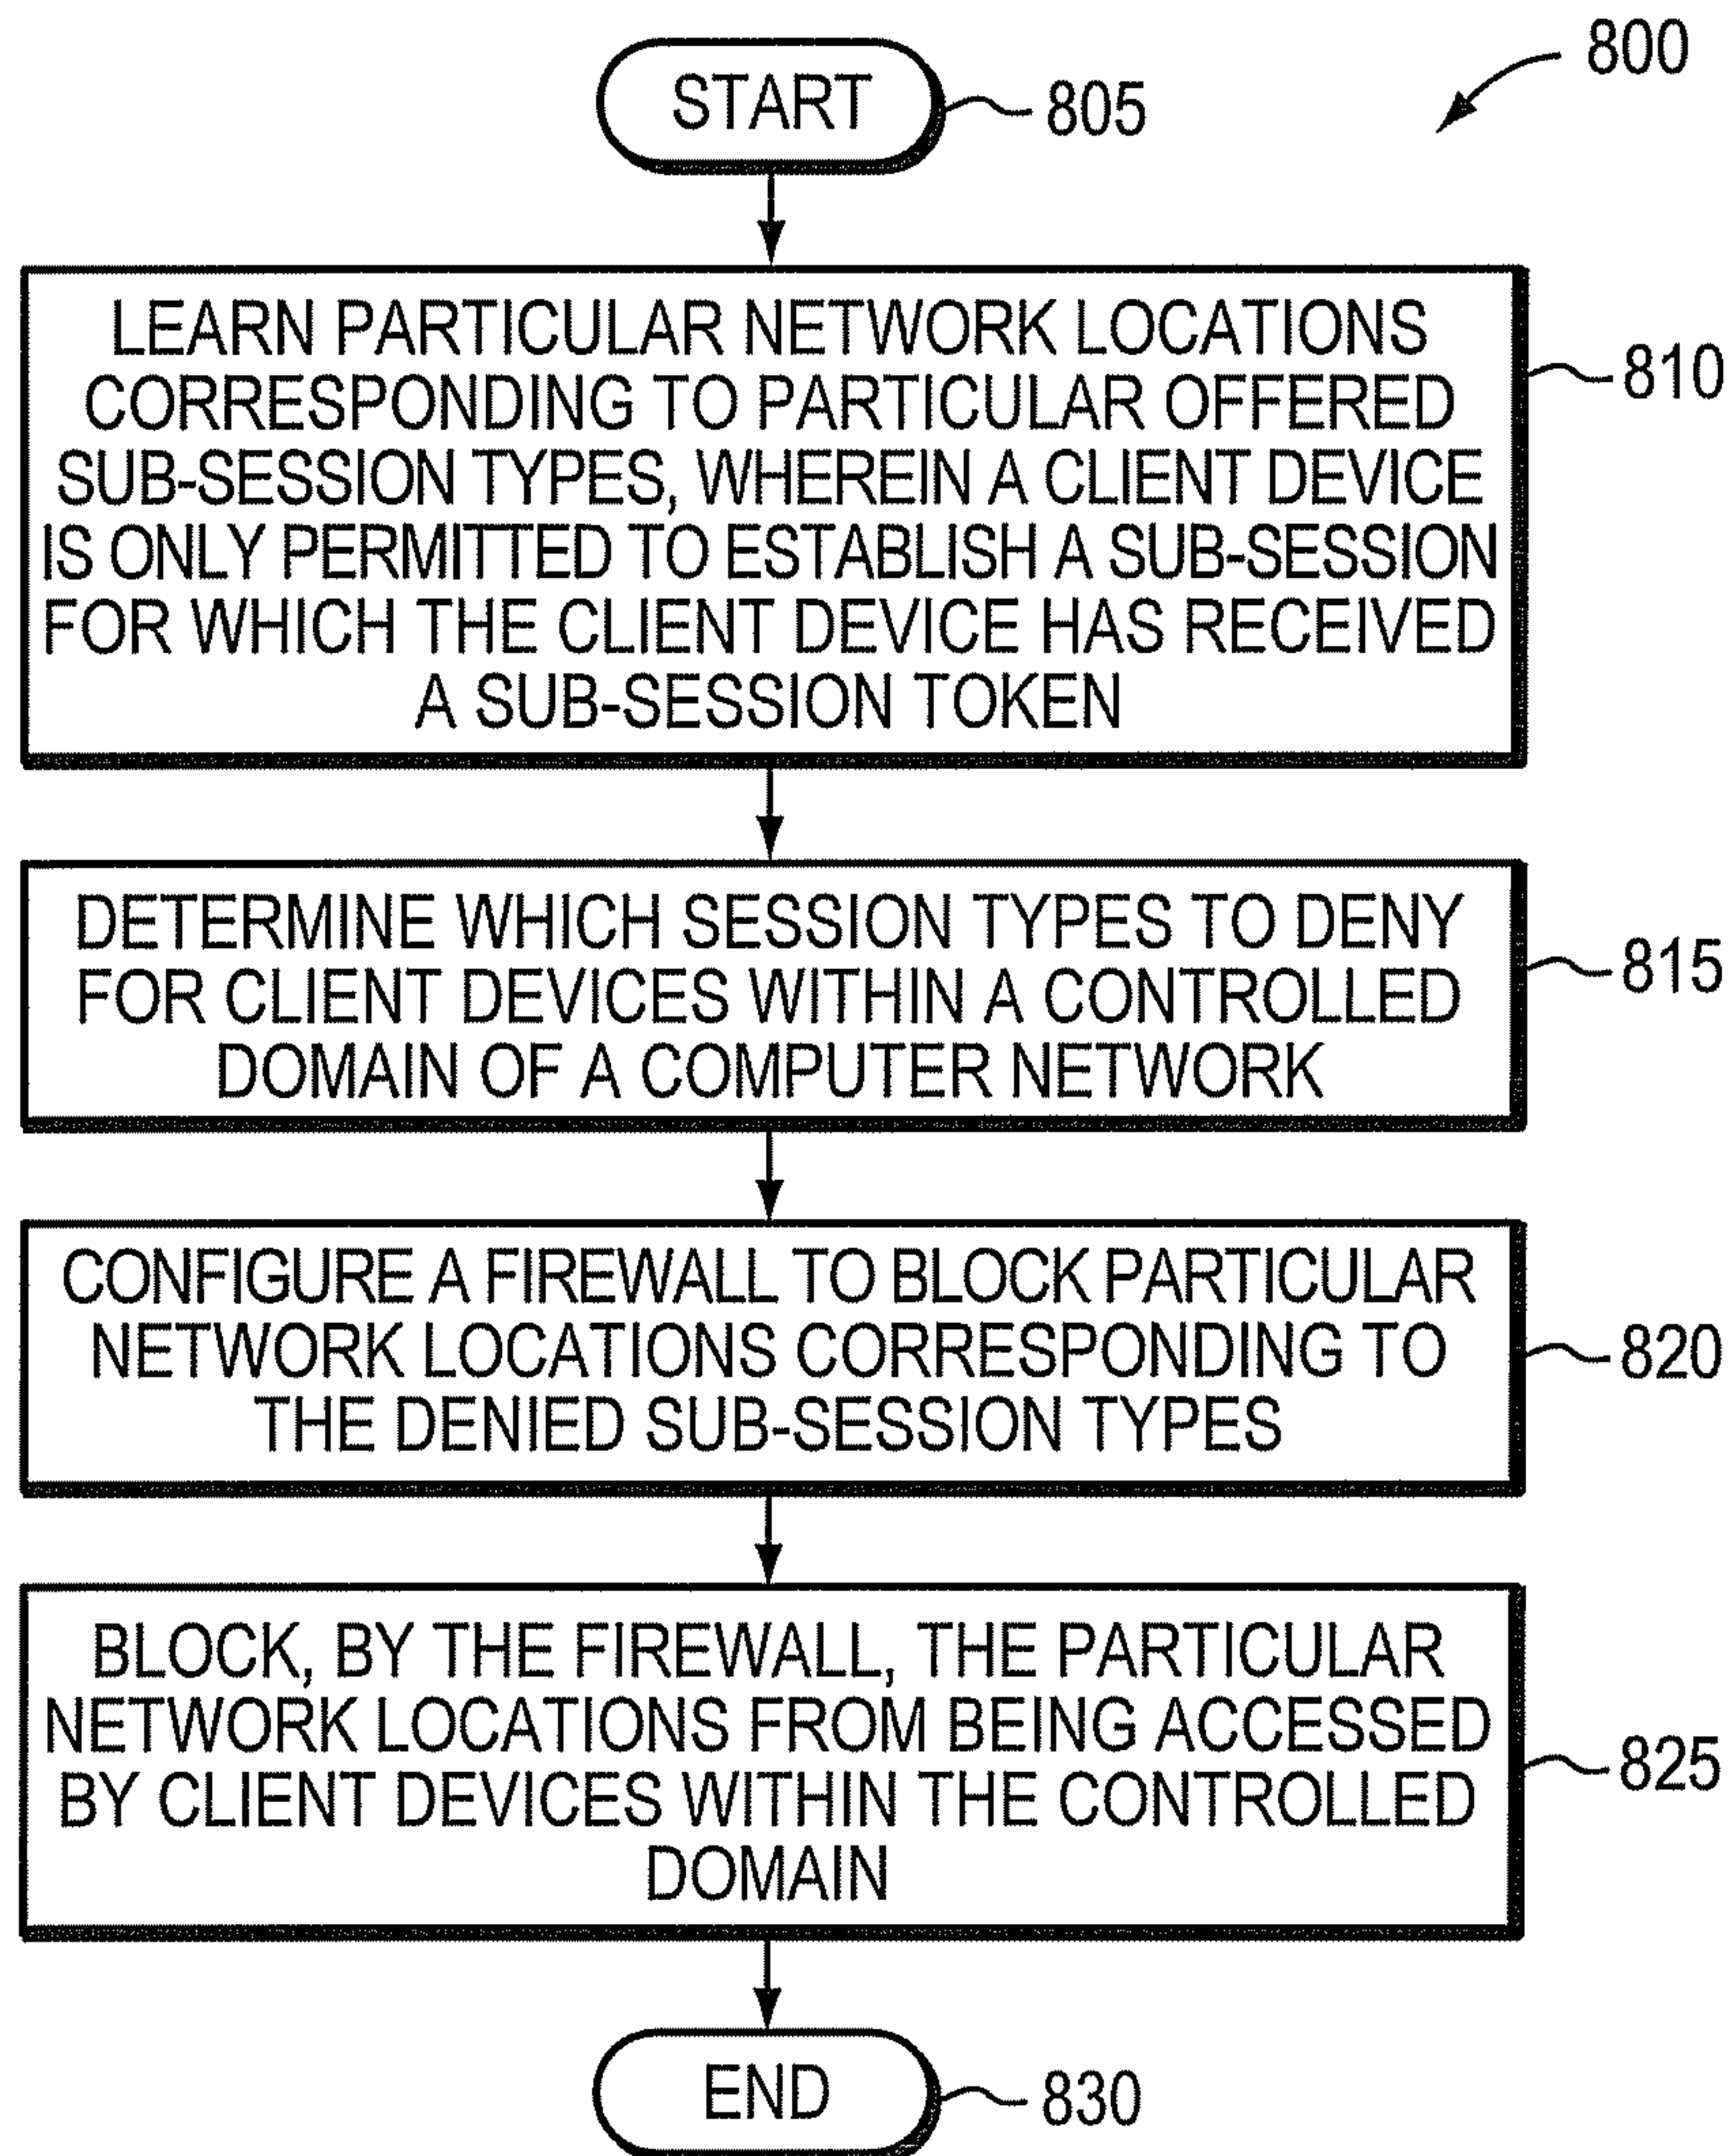 800
START
805
LEARN PARTICULAR NETWORK LOCATIONS
CORRESPONDING TO PARTICULAR OFFERED
SUB-SESSION TYPES, WHEREIN A CLIENT DEVICE
IS ONLY PERMITTED TO ESTABLISH A SUB-SESSION
FOR WHICH THE CLIENT DEVICE HAS RECEIVED
A SUB-SESSION TOKEN
810
DETERMINE WHICH SESSION TYPES TO DENY
FOR CLIENT DEVICES WITHIN A CONTROLLED
DOMAIN OF A COMPUTER NETWORK
815
CONFIGURE A FIREWALL TO BLOCK PARTICULAR
NETWORK LOCATIONS CORRESPONDING TO
THE DENIED SUB-SESSION TYPES
820
BLOCK, BY THE FIREWALL, THE PARTICULAR
NETWORK LOCATIONS FROM BEING ACCESSED
BY CLIENT DEVICES WITHIN THE CONTROLLED
DOMAIN
825
END
830